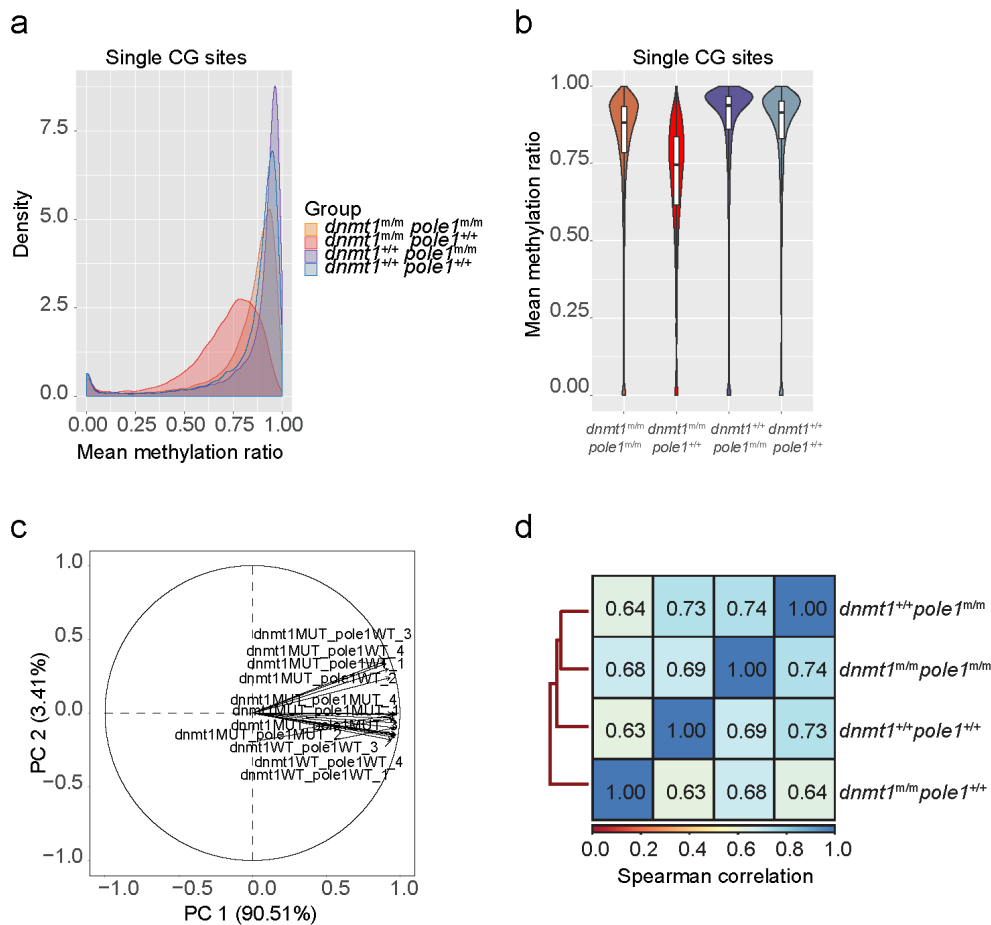 a
Single CG sites
7.5
5.0
2.5
0.0
Density
0.00 0.25 0.50 0.75 1.00
Mean methylation ratio
Group
dnmt1m/m pole1m/m
dnmt1m/m pole1+/+
dnmt1+/+ pole1m/m
dnmt1+/+ pole1+/+
b
Single CG sites
1.00
0.75
0.50
0.25
0.00
Mean methylation ratio
dnmt1m/m dnmt1m/m dnmt1+/+ dnmt1+/+
pole1m/m pole1+/+ pole1m/m pole1+/+
c
1.0
0.5
0.0
−0.5
−1.0
PC 2 (3.41%)
dnmt1MUT_pole1WT_3
dnmt1MUT_pole1WT_4
dnmt1MUT_pole1WT_1
dnmt1MUT_pole1WT_2
dnmt1MUT_pole1MUT_4
dnmt1MUT_pole1MUT_1
dnmt1MUT_pole1MUT_3
dnmt1MUT_pole1MUT_2
dnmt1WT_pole1WT_3
dnmt1WT_pole1WT_4
dnmt1WT_pole1WT_1
−1.0 −0.5 0.0 0.5 1.0
PC 1 (90.51%)
d
0.64 0.73 0.74 1.00 dnmt1+/+pole1m/m
0.68 0.69 1.00 0.74 dnmt1m/mpole1m/m
0.63 1.00 0.69 0.73 dnmt1+/+pole1+/+
1.00 0.63 0.68 0.64 dnmt1m/mpole1+/+
0.0 0.2 0.4 0.6 0.8 1.0
Spearman correlation